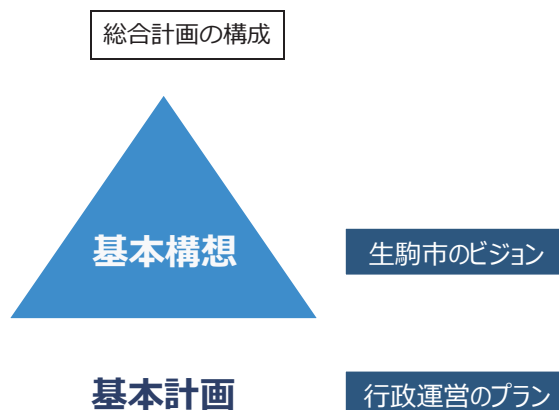 総合計画の構成
基本構想
生駒市のビジョン
基本計画
行政運営のプラン